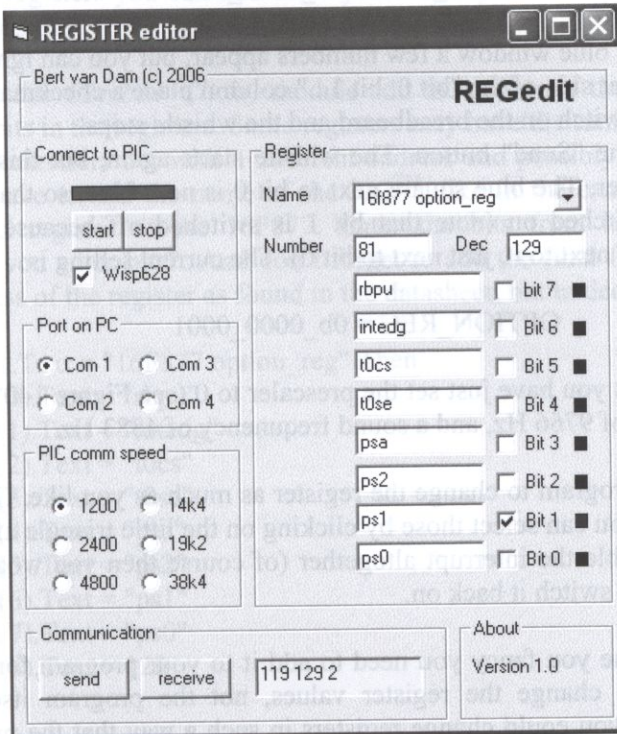 REGISTER editor
Bert van Dam (c) 2006
REGedit
Connect to PIC
start stop
Wisp628
Port on PC
Com 1 Com 3
Com 2 Com 4
PIC comm speed
1200 14k4
2400 19k2
4800 38k4
Register
Name 16f877 option_reg
Number 81 Dec 129
rbpu bit 7
intedg Bit 6
t0cs Bit 5
t0se Bit 4
psa Bit 3
ps2 Bit 2
ps1 Bit 1
ps0 Bit 0
Communication
send receive 119 129 2
About
Version 1.0